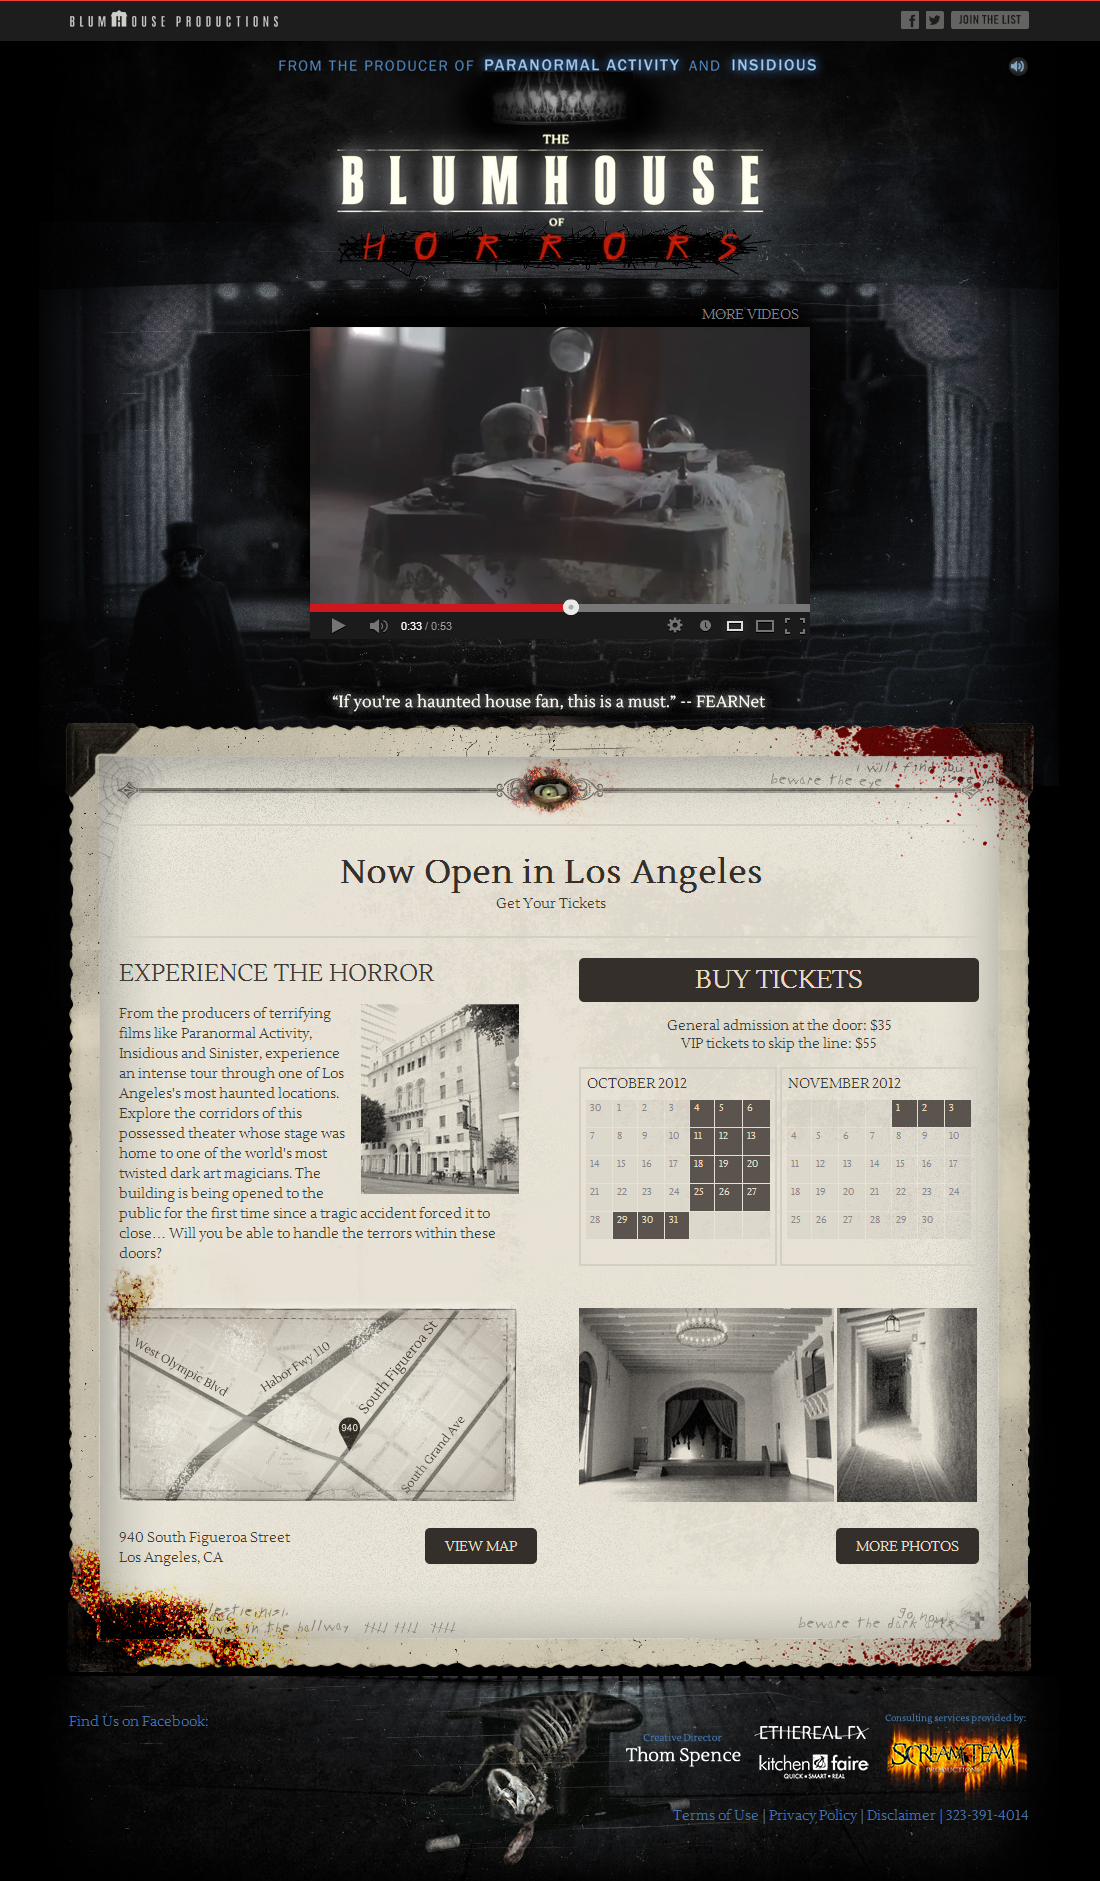 BLUMHOUSE PRODUCTIONS
JOIN THE LIST
FROM THE PRODUCER OF PARANORMAL ACTIVITY AND INSIDIOUS
THE
BLUMHOUSE
OF
HORRORS
MORE VIDEOS
0:33 / 0:53
“If you're a haunted house fan, this is a must.” -- FEARNet
i will find you
beware the eye
Now Open in Los Angeles
Get Your Tickets
EXPERIENCE THE HORROR
From the producers of terrifying
films like Paranormal Activity,
Insidious and Sinister, experience
an intense tour through one of Los
Angeles's most haunted locations.
Explore the corridors of this
possessed theater whose stage was
home to one of the world's most
twisted dark art magicians. The
building is being opened to the
public for the first time since a tragic accident forced it to
close... Will you be able to handle the terrors within these
doors?
BUY TICKETS
General admission at the door: $35
VIP tickets to skip the line: $55
OCTOBER 2012
30 1 2 3 4 5 6
7 8 9 10 11 12 13
14 15 16 17 18 19 20
21 22 23 24 25 26 27
28 29 30 31
NOVEMBER 2012
1 2 3
4 5 6 7 8 9 10
11 12 13 14 15 16 17
18 19 20 21 22 23 24
25 26 27 28 29 30
West Olympic Blvd
Habor Fwy 110
South Figueroa St
940
South Grand Ave
940 South Figueroa Street
Los Angeles, CA
VIEW MAP
MORE PHOTOS
in the hallway
go now
beware the dark arts
Find Us on Facebook:
Creative Director
Thom Spence
ETHEREAL FX
kitchen faire
QUICK • SMART • REAL
Consulting services provided by:
SCREAM TEAM
PRODUCTIONS
Terms of Use | Privacy Policy | Disclaimer | 323-391-4014